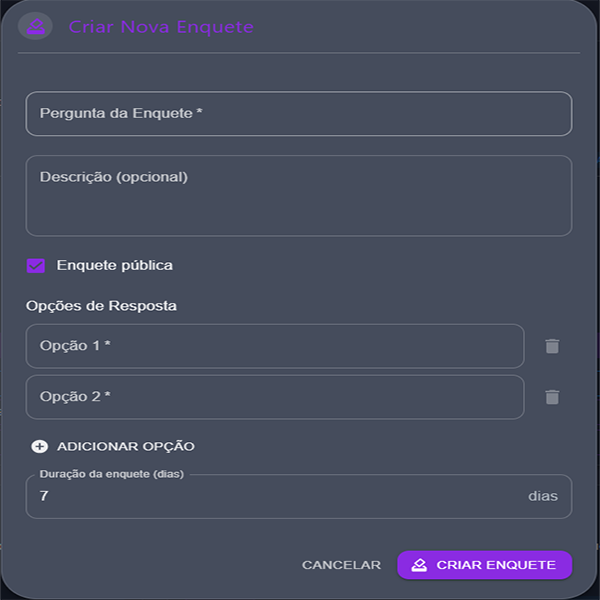 Criar Nova Enquete
Pergunta da Enquete *
Descrição (opcional)
Enquete pública
Opções de Resposta
Opção 1 *
Opção 2 *
ADICIONAR OPÇÃO
Duração da enquete (dias)
7 dias
CANCELAR CRIAR ENQUETE